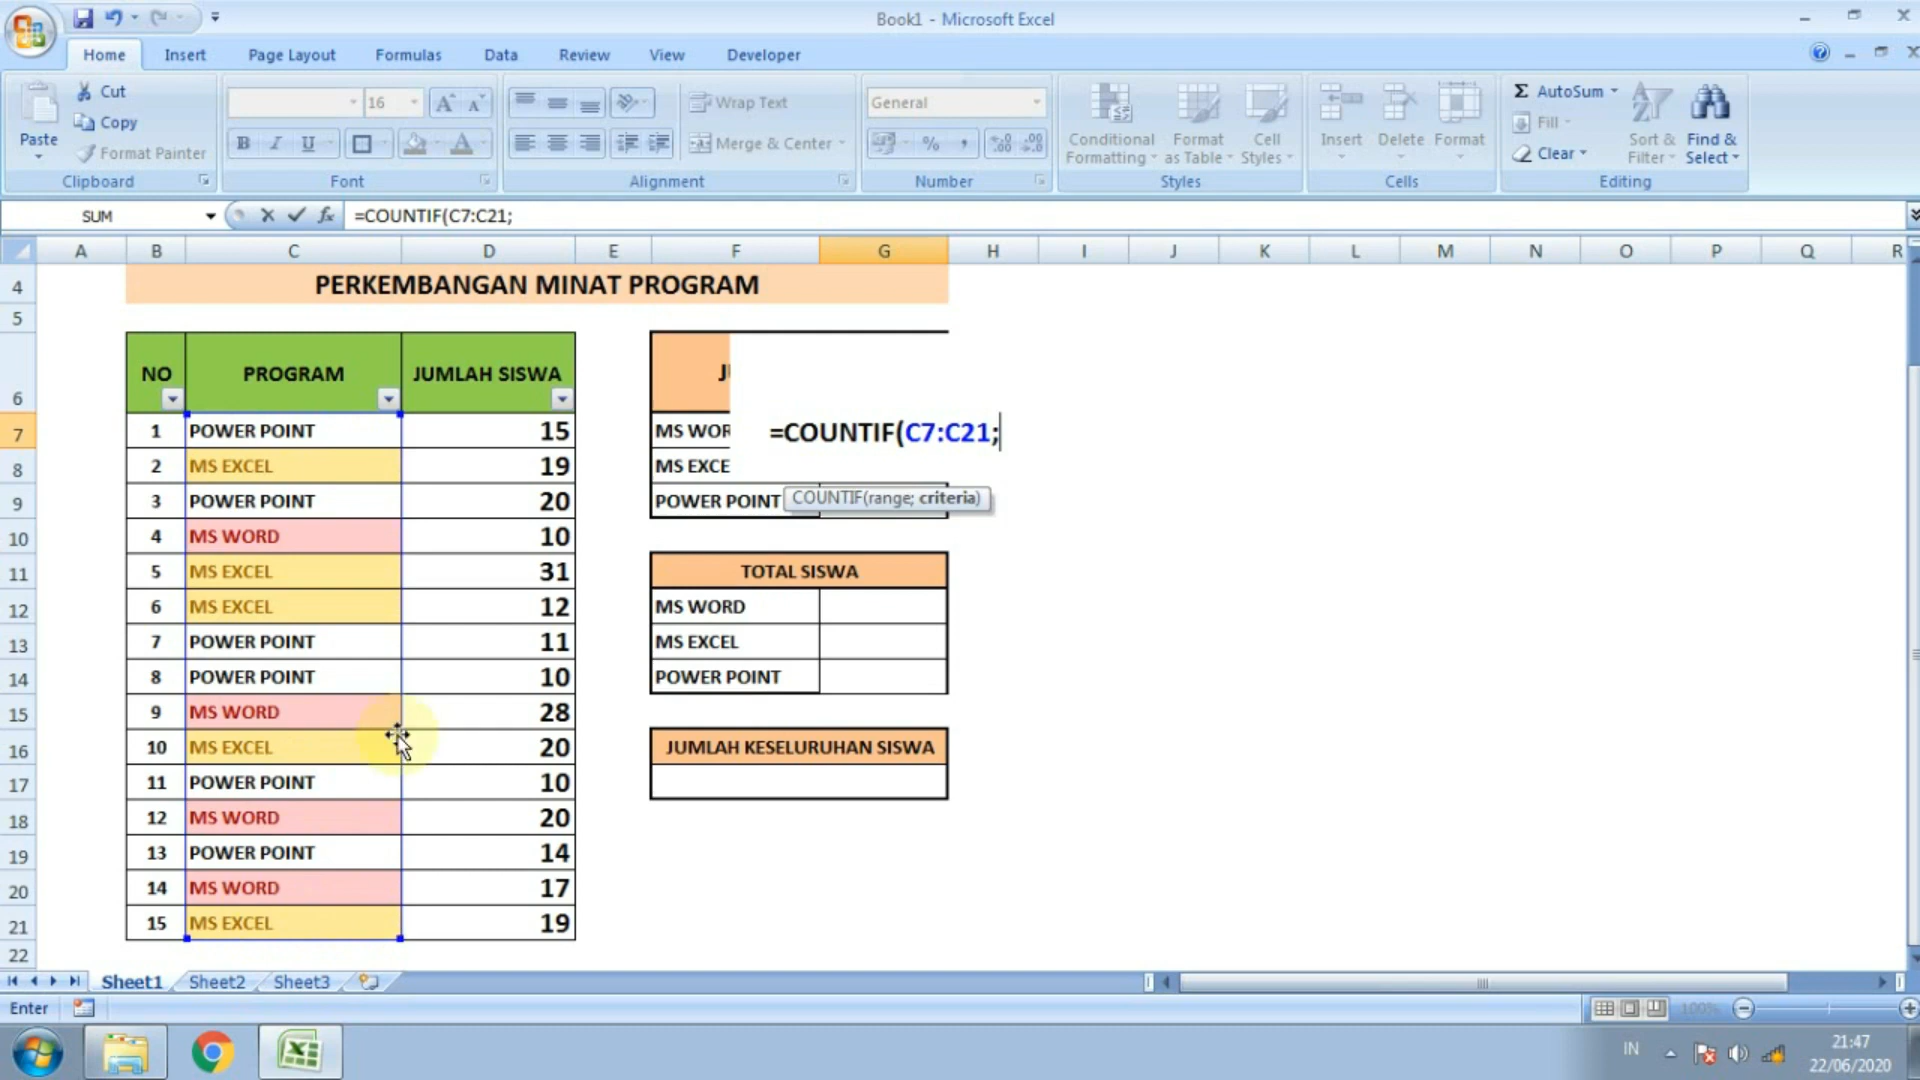 Book1 - Microsoft Excel
Home Insert Page Layout Formulas Data Review View Developer
Paste
Cut
Copy
Format Painter
Clipboard
16
B I U
Font
Wrap Text
Merge & Center
Alignment
General
%
Number
Conditional Formatting
Format as Table
Cell Styles
Styles
Insert Delete Format
Cells
Σ AutoSum
Fill
Clear
Sort & Filter
Find & Select
Editing
SUM fx =COUNTIF(C7:C21;
A B C D E F G H I J K L M N O P Q R
4 PERKEMBANGAN MINAT PROGRAM
5
6 NO PROGRAM JUMLAH SISWA
7 1 POWER POINT 15 =COUNTIF(C7:C21;
8 2 MS EXCEL 19
9 3 POWER POINT 20 POWER POINT COUNTIF(range; criteria)
10 4 MS WORD 10
11 5 MS EXCEL 31 TOTAL SISWA
12 6 MS EXCEL 12 MS WORD
13 7 POWER POINT 11 MS EXCEL
14 8 POWER POINT 10 POWER POINT
15 9 MS WORD 28
16 10 MS EXCEL 20 JUMLAH KESELURUHAN SISWA
17 11 POWER POINT 10
18 12 MS WORD 20
19 13 POWER POINT 14
20 14 MS WORD 17
21 15 MS EXCEL 19
22
Sheet1 Sheet2 Sheet3
Enter 100%
IN 21:47
22/06/2020